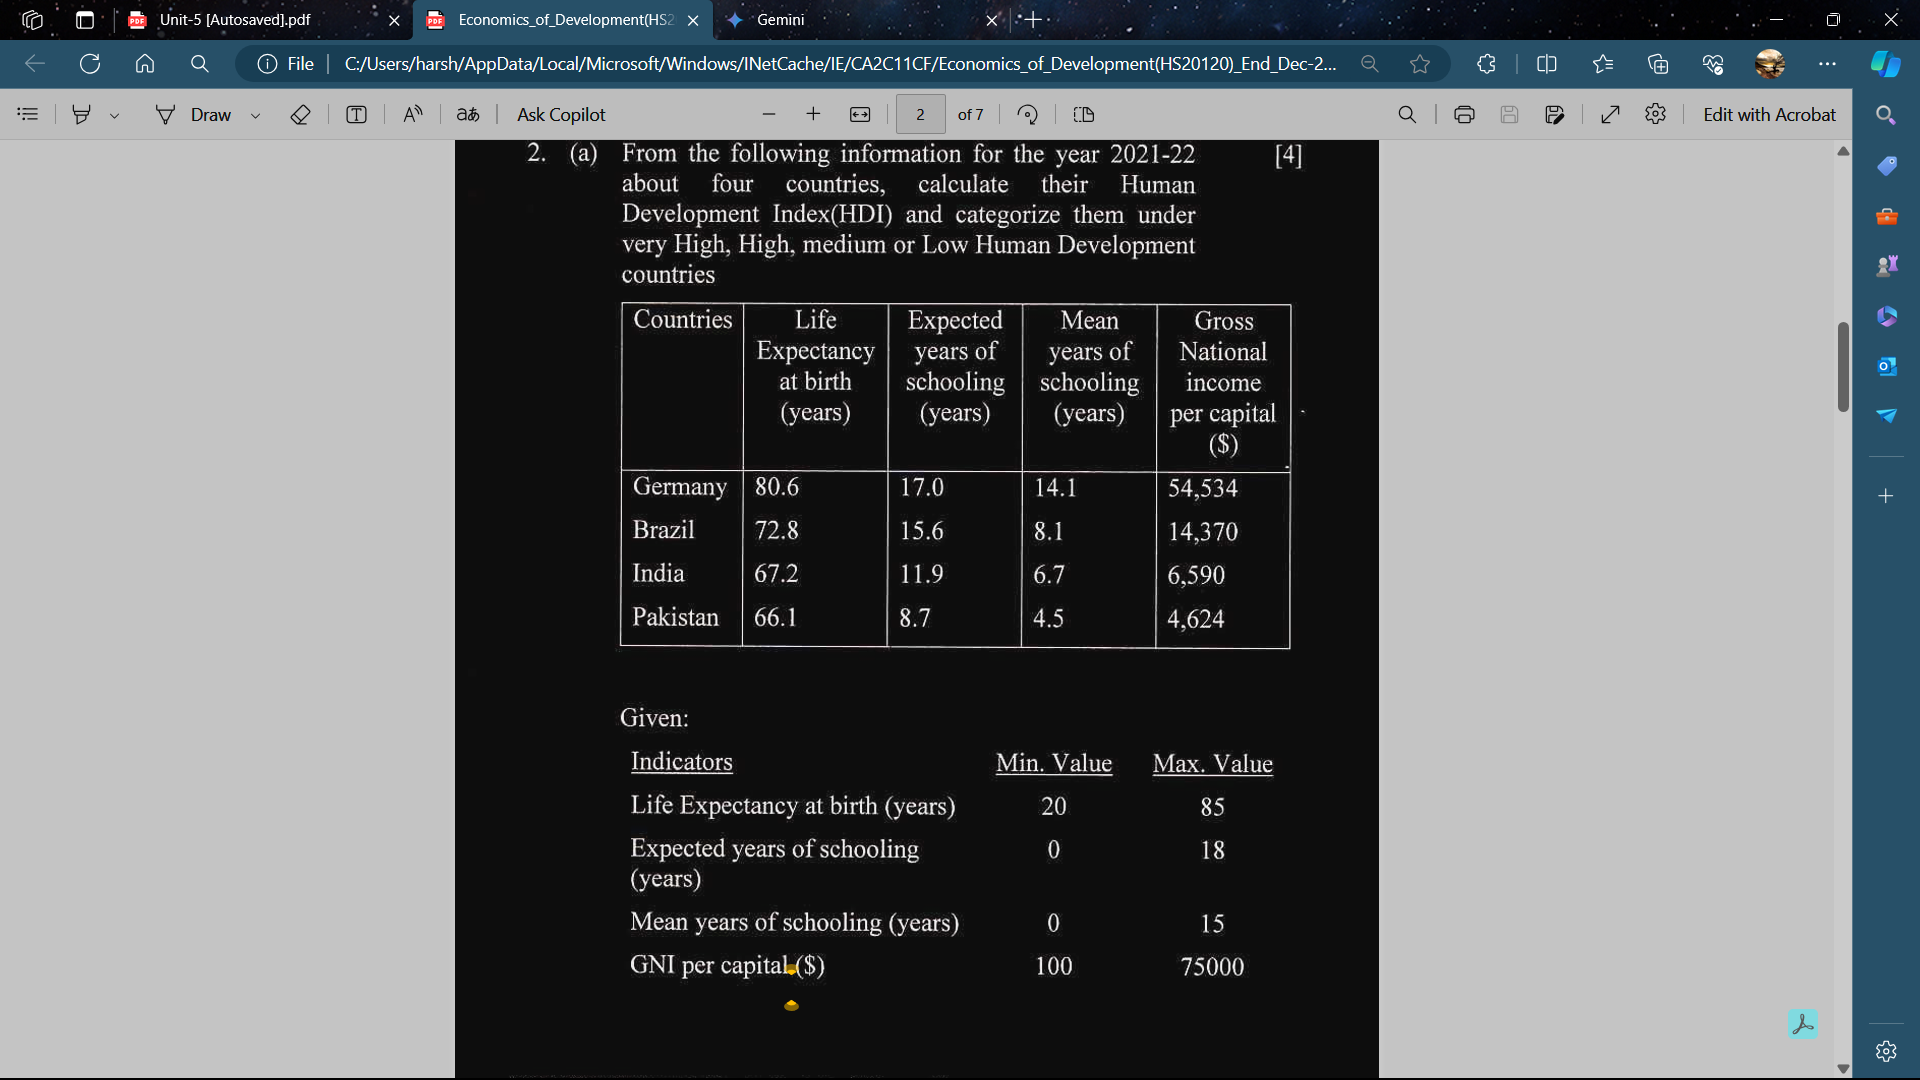 Unit-5 [Autosaved].pdf
Economics_of_Development(HS2
Gemini
File
C:/Users/harsh/AppData/Local/Microsoft/Windows/INetCache/IE/CA2C11CF/Economics_of_Development(HS20120)_End_Dec-2...
Draw
Ask Copilot
2
of 7
Edit with Acrobat
2. (a) From the following information for the year 2021-22 [4]
about four countries, calculate their Human
Development Index(HDI) and categorize them under
very High, High, medium or Low Human Development
countries
Countries Life Expected Mean Gross
Expectancy years of years of National
at birth schooling schooling income
(years) (years) (years) per capital
($)
Germany 80.6 17.0 14.1 54,534
Brazil 72.8 15.6 8.1 14,370
India 67.2 11.9 6.7 6,590
Pakistan 66.1 8.7 4.5 4,624
Given:
Indicators Min. Value Max. Value
Life Expectancy at birth (years) 20 85
Expected years of schooling 0 18
(years)
Mean years of schooling (years) 0 15
GNI per capital ($) 100 75000